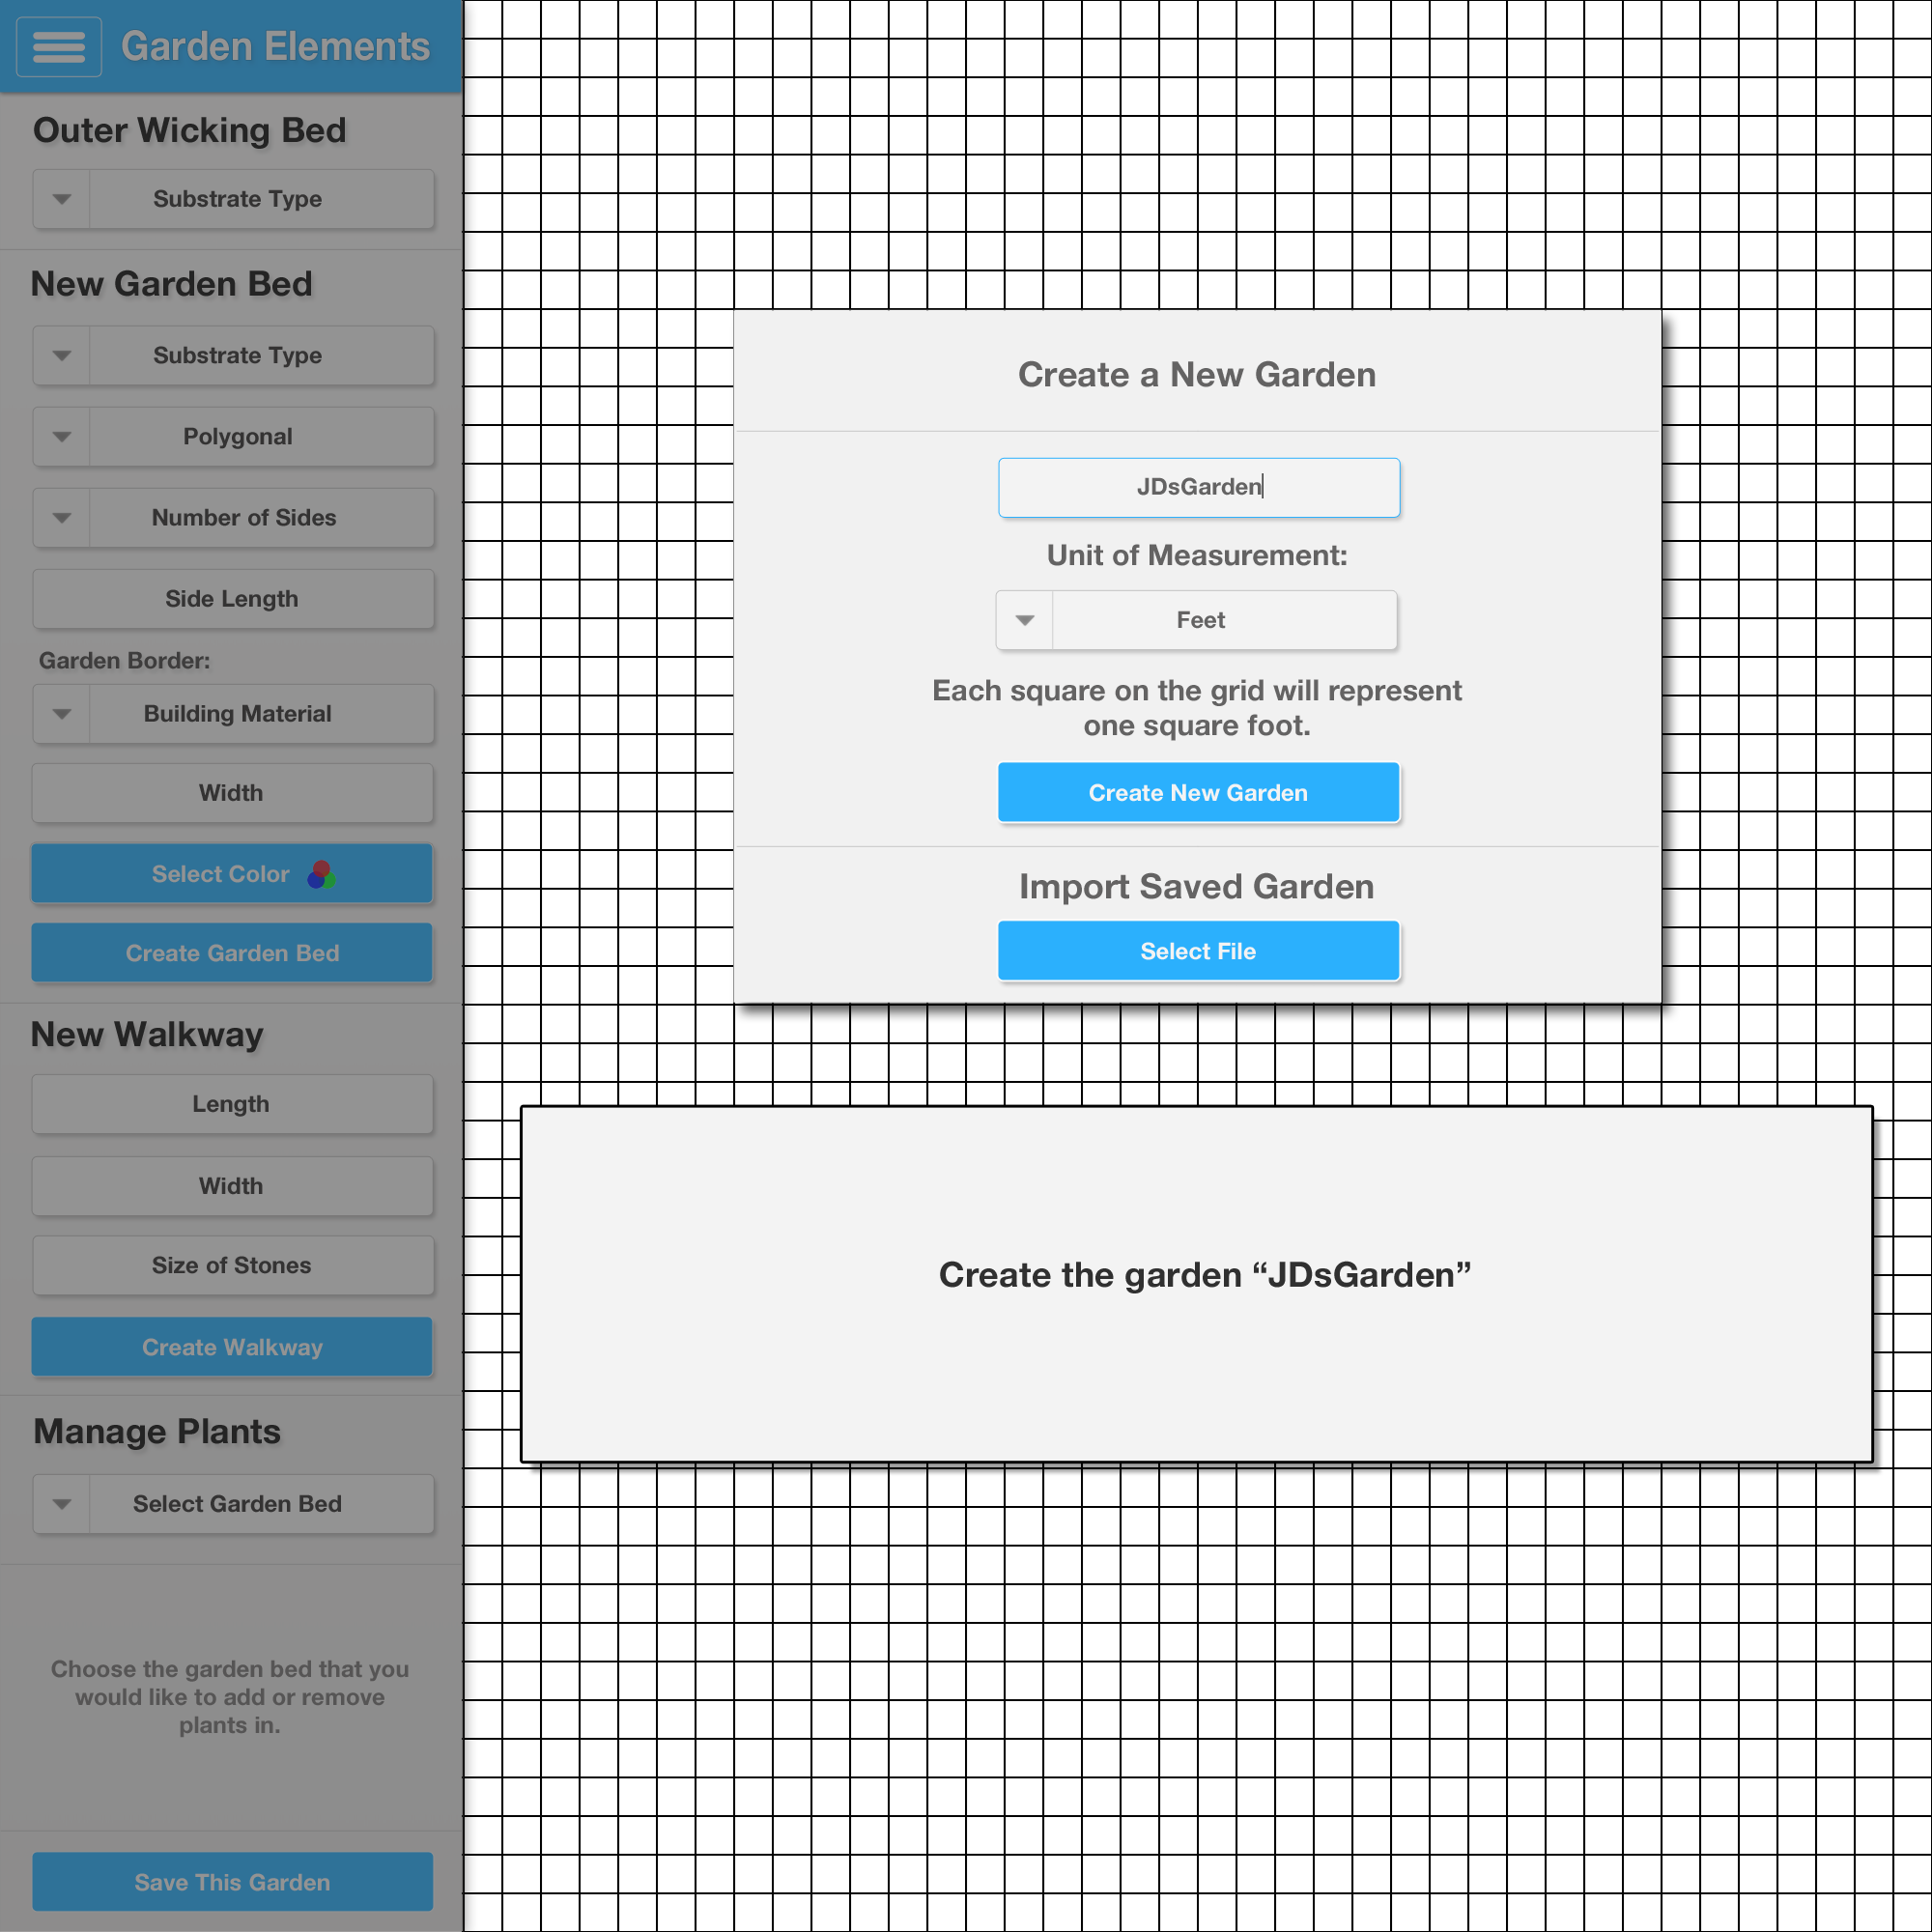 Garden Elements
Outer Wicking Bed
Substrate Type
New Garden Bed
Substrate Type
Polygonal
Number of Sides
Side Length
Garden Border:
Building Material
Width
Select Color
Create Garden Bed
New Walkway
Length
Width
Size of Stones
Create Walkway
Manage Plants
Select Garden Bed
Choose the garden bed that you
would like to add or remove
plants in.
Save This Garden
Create a New Garden
JDsGarden
Unit of Measurement:
Feet
Each square on the grid will represent
one square foot.
Create New Garden
Import Saved Garden
Select File
Create the garden “JDsGarden”